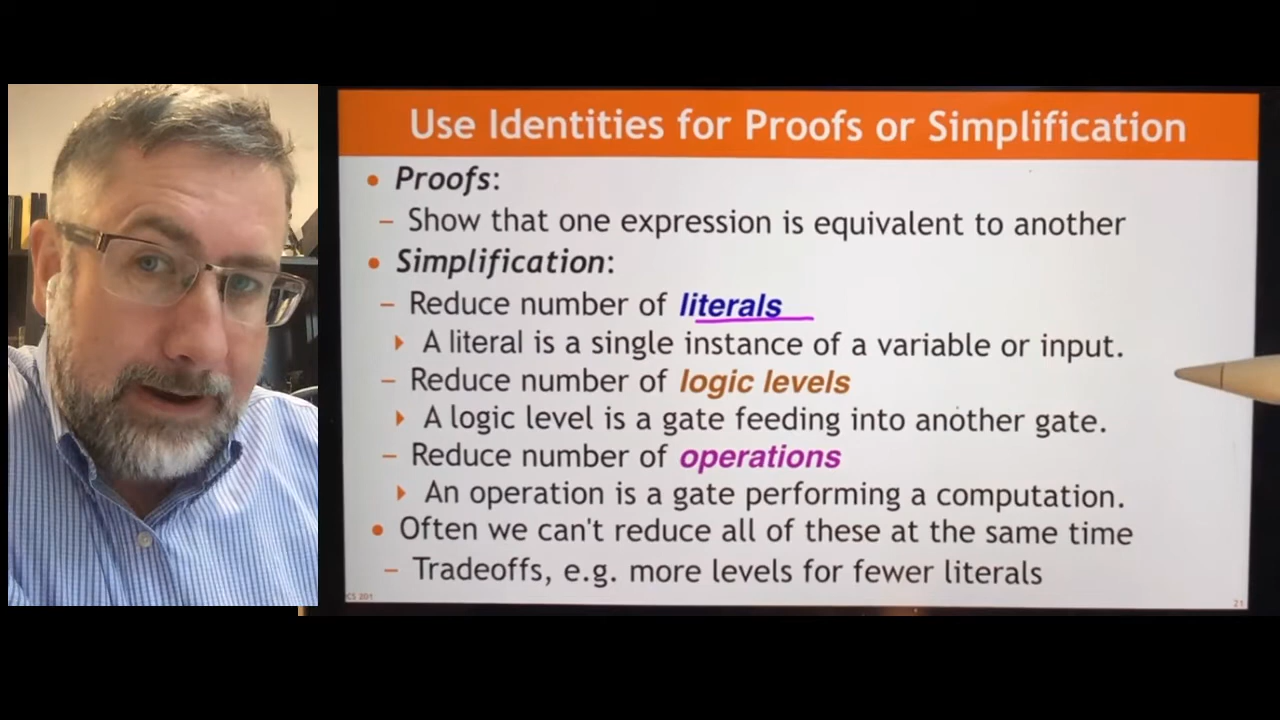 Use Identities for Proofs or Simplification
• Proofs:
– Show that one expression is equivalent to another
• Simplification:
– Reduce number of literals
‣ A literal is a single instance of a variable or input.
– Reduce number of logic levels
‣ A logic level is a gate feeding into another gate.
– Reduce number of operations
‣ An operation is a gate performing a computation.
• Often we can't reduce all of these at the same time
– Tradeoffs, e.g. more levels for fewer literals
CS 201
21